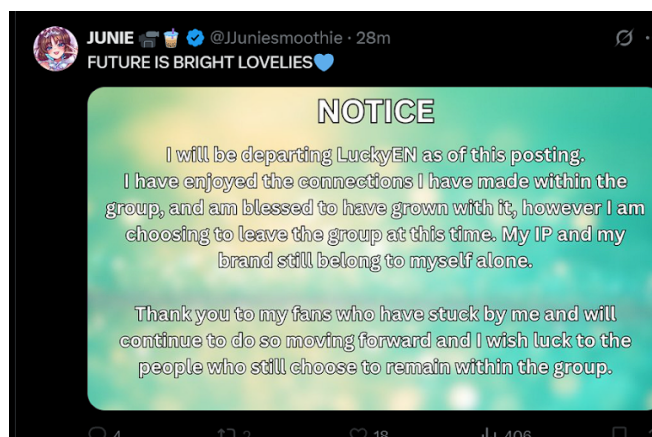 JUNIE 🧋 @JJuniesmoothie · 28m
FUTURE IS BRIGHT LOVELIES💙
NOTICE
I will be departing LuckyEN as of this posting.
I have enjoyed the connections I have made within the
group, and am blessed to have grown with it, however I am
choosing to leave the group at this time. My IP and my
brand still belong to myself alone.
Thank you to my fans who have stuck by me and will
continue to do so moving forward and I wish luck to the
people who still choose to remain within the group.
4 2 18 406